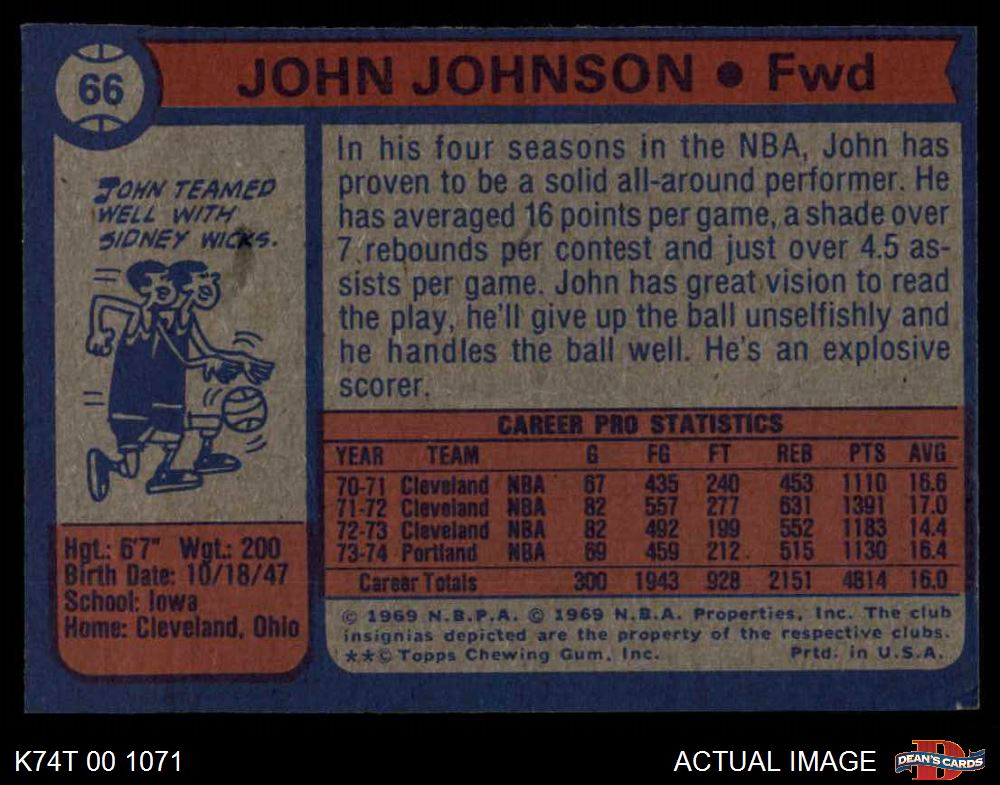 66
JOHN JOHNSON • Fwd
JOHN TEAMED
WELL WITH
SIDNEY WICKS.
In his four seasons in the NBA, John has
proven to be a solid all-around performer. He
has averaged 16 points per game, a shade over
7 rebounds per contest and just over 4.5 as-
sists per game. John has great vision to read
the play, he'll give up the ball unselfishly and
he handles the ball well. He's an explosive
scorer.
CAREER PRO STATISTICS
YEAR TEAM G FG FT REB PTS AVG
70-71 Cleveland NBA 67 435 240 453 1110 16.6
71-72 Cleveland NBA 82 557 277 631 1391 17.0
72-73 Cleveland NBA 82 492 199 552 1183 14.4
73-74 Portland NBA 69 459 212 515 1130 16.4
Career Totals 300 1943 928 2151 4814 16.0
Hgt.: 6'7" Wgt.: 200
Birth Date: 10/18/47
School: Iowa
Home: Cleveland, Ohio
© 1969 N.B.P.A. © 1969 N.B.A. Properties, Inc. The club
insignias depicted are the property of the respective clubs.
**© Topps Chewing Gum, Inc. Prtd. in U.S.A.
K74T 00 1071
ACTUAL IMAGE
D
DEAN'S CARDS